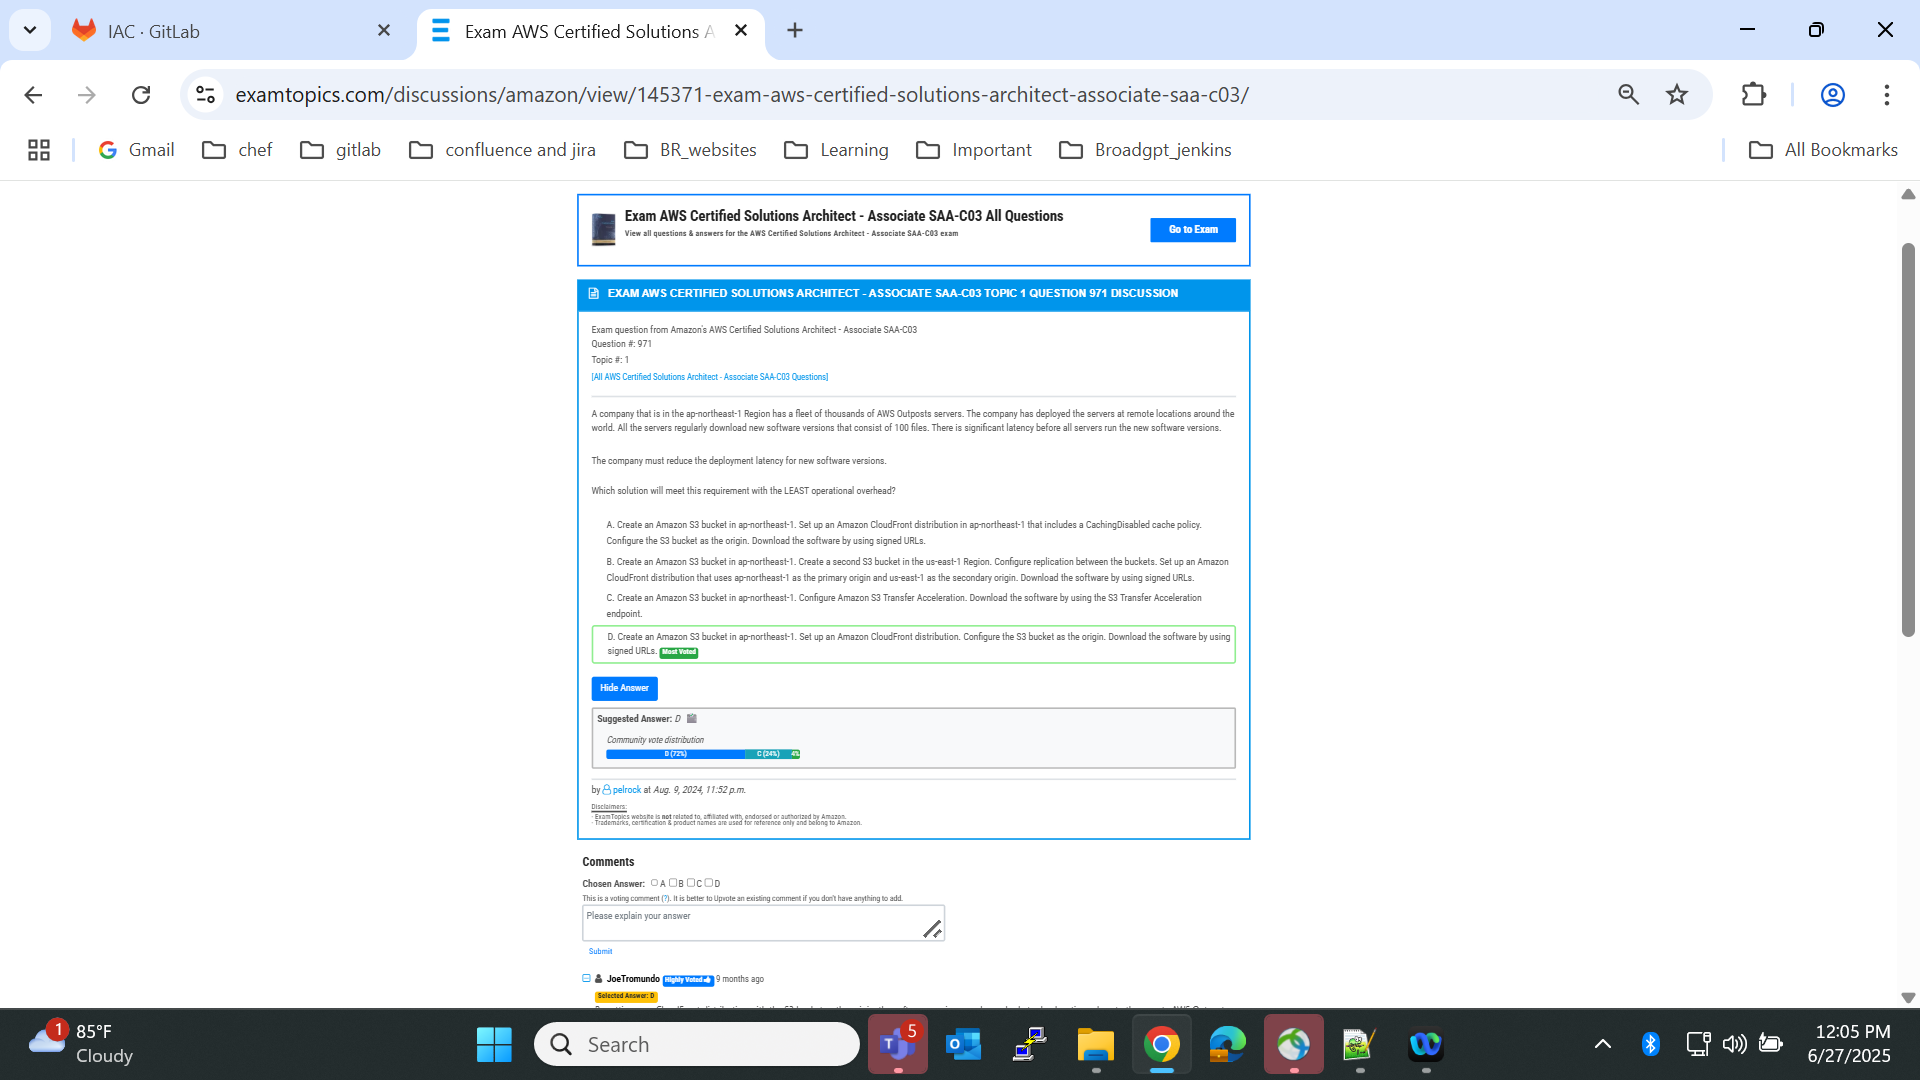 IAC · GitLab
Exam AWS Certified Solutions A
examtopics.com/discussions/amazon/view/145371-exam-aws-certified-solutions-architect-associate-saa-c03/
Gmail
chef
gitlab
confluence and jira
BR_websites
Learning
Important
Broadgpt_jenkins
All Bookmarks
Exam AWS Certified Solutions Architect - Associate SAA-C03 All Questions
View all questions & answers for the AWS Certified Solutions Architect - Associate SAA-C03 exam
Go to Exam
EXAM AWS CERTIFIED SOLUTIONS ARCHITECT - ASSOCIATE SAA-C03 TOPIC 1 QUESTION 971 DISCUSSION
Exam question from Amazon's AWS Certified Solutions Architect - Associate SAA-C03
Question #: 971
Topic #: 1
[All AWS Certified Solutions Architect - Associate SAA-C03 Questions]
A company that is in the ap-northeast-1 Region has a fleet of thousands of AWS Outposts servers. The company has deployed the servers at remote locations around the
world. All the servers regularly download new software versions that consist of 100 files. There is significant latency before all servers run the new software versions.
The company must reduce the deployment latency for new software versions.
Which solution will meet this requirement with the LEAST operational overhead?
A. Create an Amazon S3 bucket in ap-northeast-1. Set up an Amazon CloudFront distribution in ap-northeast-1 that includes a CachingDisabled cache policy.
Configure the S3 bucket as the origin. Download the software by using signed URLs.
B. Create an Amazon S3 bucket in ap-northeast-1. Create a second S3 bucket in the us-east-1 Region. Configure replication between the buckets. Set up an Amazon
CloudFront distribution that uses ap-northeast-1 as the primary origin and us-east-1 as the secondary origin. Download the software by using signed URLs.
C. Create an Amazon S3 bucket in ap-northeast-1. Configure Amazon S3 Transfer Acceleration. Download the software by using the S3 Transfer Acceleration
endpoint.
D. Create an Amazon S3 bucket in ap-northeast-1. Set up an Amazon CloudFront distribution. Configure the S3 bucket as the origin. Download the software by using
signed URLs. Most Voted
Hide Answer
Suggested Answer: D
Community vote distribution
D (72%) C (24%) 4%
by pelrock at Aug. 9, 2024, 11:52 p.m.
Disclaimers:
- ExamTopics website is not related to, affiliated with, endorsed or authorized by Amazon.
- Trademarks, certification & product names are used for reference only and belong to Amazon.
Comments
Chosen Answer: A B C D
This is a voting comment (?). It is better to Upvote an existing comment if you don't have anything to add.
Please explain your answer
Submit
JoeTromundo Highly Voted 9 months ago
Selected Answer: D
1
85°F
Cloudy
Search
5
12:05 PM
6/27/2025